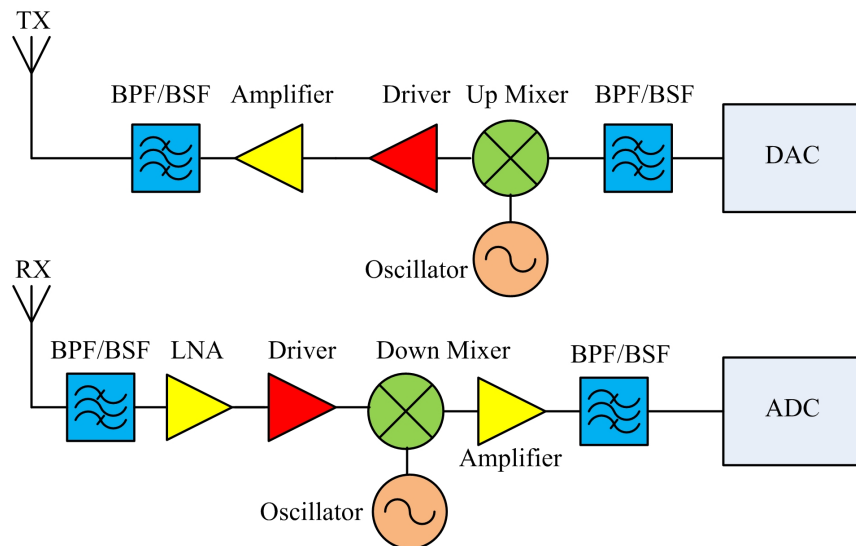 TX
BPF/BSF Amplifier Driver Up Mixer BPF/BSF
DAC
Oscillator
RX
BPF/BSF LNA Driver Down Mixer BPF/BSF
ADC
Amplifier
Oscillator